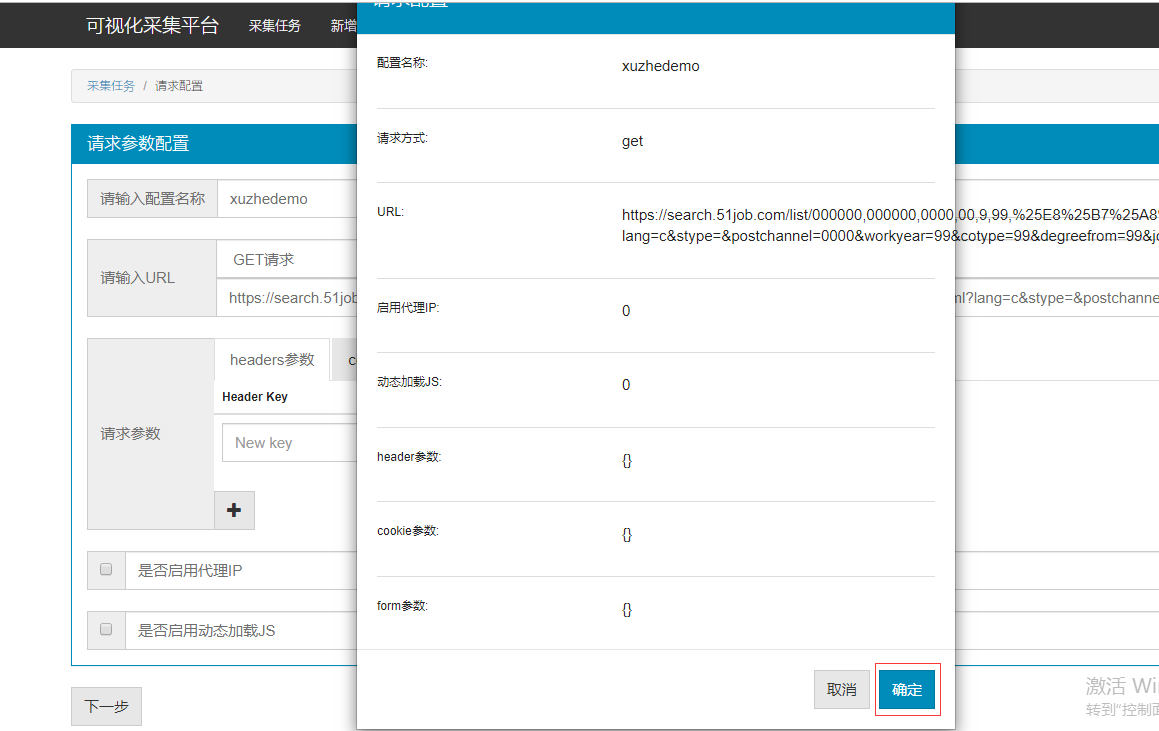 可视化采集平台 采集任务 新增
采集任务 / 请求配置
请求参数配置
请输入配置名称 xuzhedemo
请输入URL
GET请求
https://search.51job
ml?lang=c&stype=&postchanne
请求参数
headers参数 c
Header Key
New key
+
是否启用代理IP
是否启用动态加载JS
下一步
请求配置
配置名称: xuzhedemo
请求方式: get
URL: https://search.51job.com/list/000000,000000,0000,00,9,99,%25E8%25B7%25A8
lang=c&stype=&postchannel=0000&workyear=99&cotype=99&degreefrom=99&j
启用代理IP: 0
动态加载JS: 0
header参数: {}
cookie参数: {}
form参数: {}
取消 确定
激活 Wi
转到"控制面